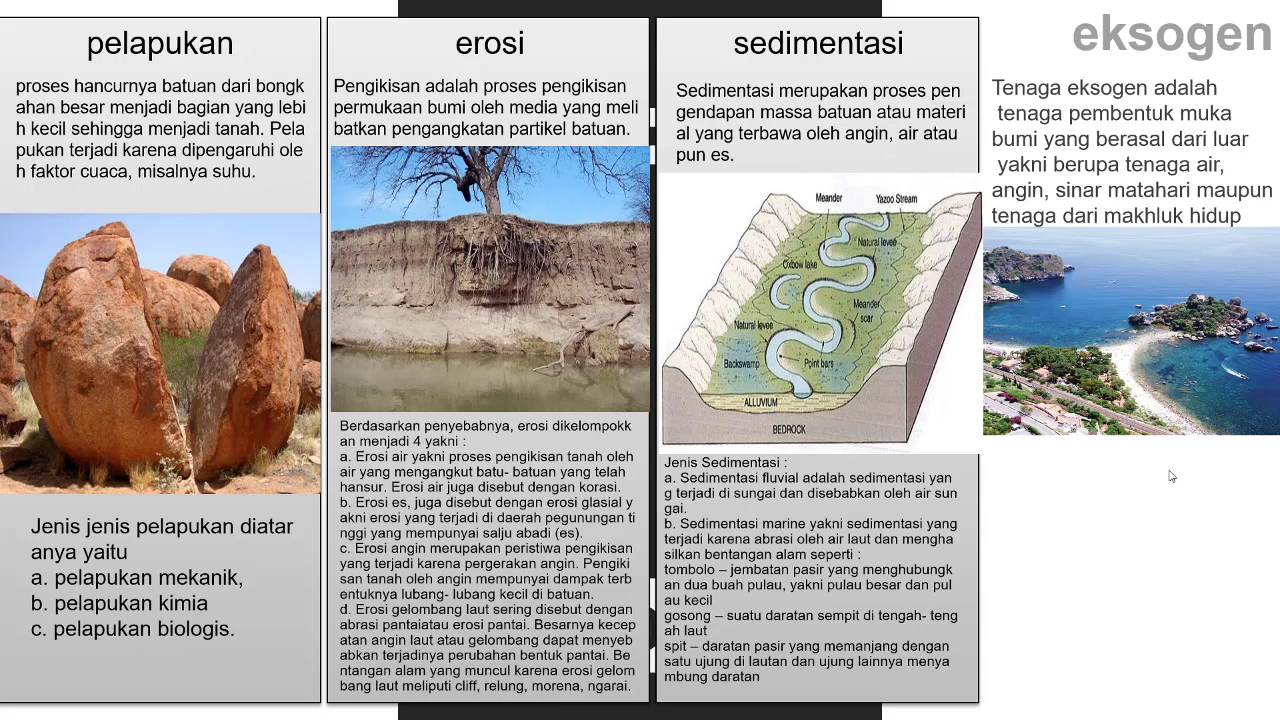 pelapukan
proses hancurnya batuan dari bongk
ahan besar menjadi bagian yang lebi
h kecil sehingga menjadi tanah. Pela
pukan terjadi karena dipengaruhi ole
h faktor cuaca, misalnya suhu.
Jenis jenis pelapukan diatar
anya yaitu
a. pelapukan mekanik,
b. pelapukan kimia
c. pelapukan biologis.
erosi
Pengikisan adalah proses pengikisan
permukaan bumi oleh media yang meli
batkan pengangkatan partikel batuan.
Berdasarkan penyebabnya, erosi dikelompokk
an menjadi 4 yakni :
a. Erosi air yakni proses pengikisan tanah oleh
air yang mengangkut batu- batuan yang telah
hansur. Erosi air juga disebut dengan korasi.
b. Erosi es, juga disebut dengan erosi glasial y
akni erosi yang terjadi di daerah pegunungan ti
nggi yang mempunyai salju abadi (es).
c. Erosi angin merupakan peristiwa pengikisan
yang terjadi karena pergerakan angin. Pengiki
san tanah oleh angin mempunyai dampak terb
entuknya lubang- lubang kecil di batuan.
d. Erosi gelombang laut sering disebut dengan
abrasi pantaiatau erosi pantai. Besarnya kecep
atan angin laut atau gelombang dapat menyeb
abkan terjadinya perubahan bentuk pantai. Be
ntangan alam yang muncul karena erosi gelom
bang laut meliputi cliff, relung, morena, ngarai.
sedimentasi
Sedimentasi merupakan proses pen
gendapan massa batuan atau materi
al yang terbawa oleh angin, air atau
pun es.
Meander
Yazoo Stream
Natural levee
Oxbow lake
Meander
scar
Natural levee
Backswamp
Point bars
ALLUVIUM
BEDROCK
Jenis Sedimentasi :
a. Sedimentasi fluvial adalah sedimentasi yan
g terjadi di sungai dan disebabkan oleh air sun
gai.
b. Sedimentasi marine yakni sedimentasi yang
terjadi karena abrasi oleh air laut dan mengha
silkan bentangan alam seperti :
tombolo – jembatan pasir yang menghubungk
an dua buah pulau, yakni pulau besar dan pul
au kecil
gosong – suatu daratan sempit di tengah- teng
ah laut
spit – daratan pasir yang memanjang dengan
satu ujung di lautan dan ujung lainnya menya
mbung daratan
eksogen
Tenaga eksogen adalah
tenaga pembentuk muka
bumi yang berasal dari luar
yakni berupa tenaga air,
angin, sinar matahari maupun
tenaga dari makhluk hidup